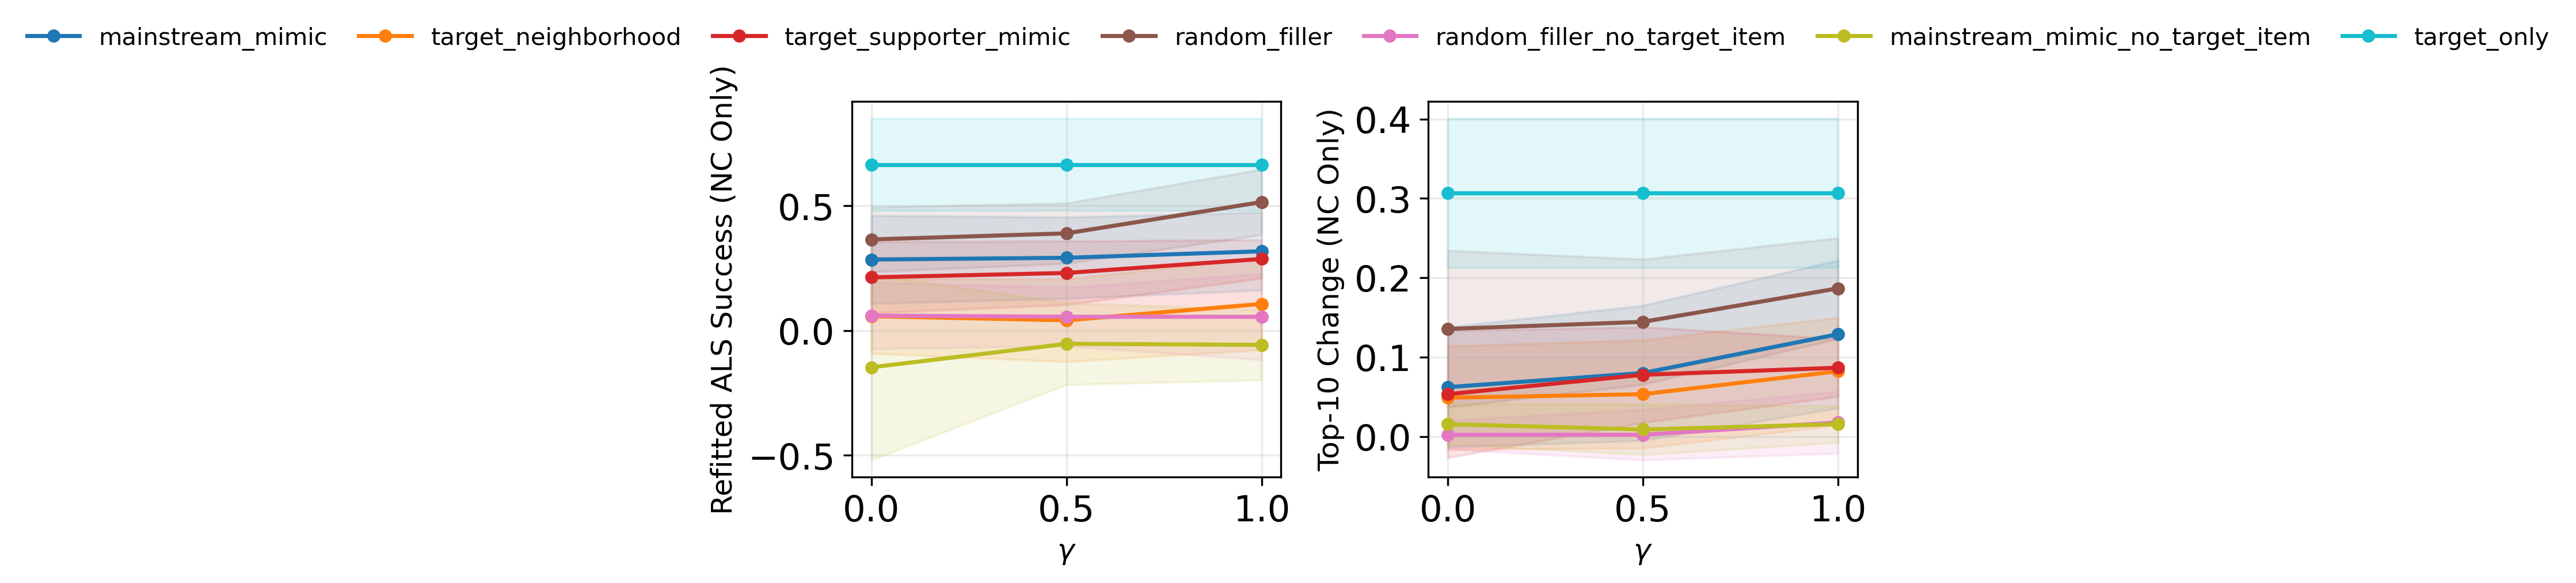 mainstream_mimic target_neighborhood target_supporter_mimic random_filler random_filler_no_target_item mainstream_mimic_no_target_item target_only
Refitted ALS Success (NC Only)
0.5
0.0
−0.5
0.0 0.5 1.0
γ
Top-10 Change (NC Only)
0.4
0.3
0.2
0.1
0.0
0.0 0.5 1.0
γ